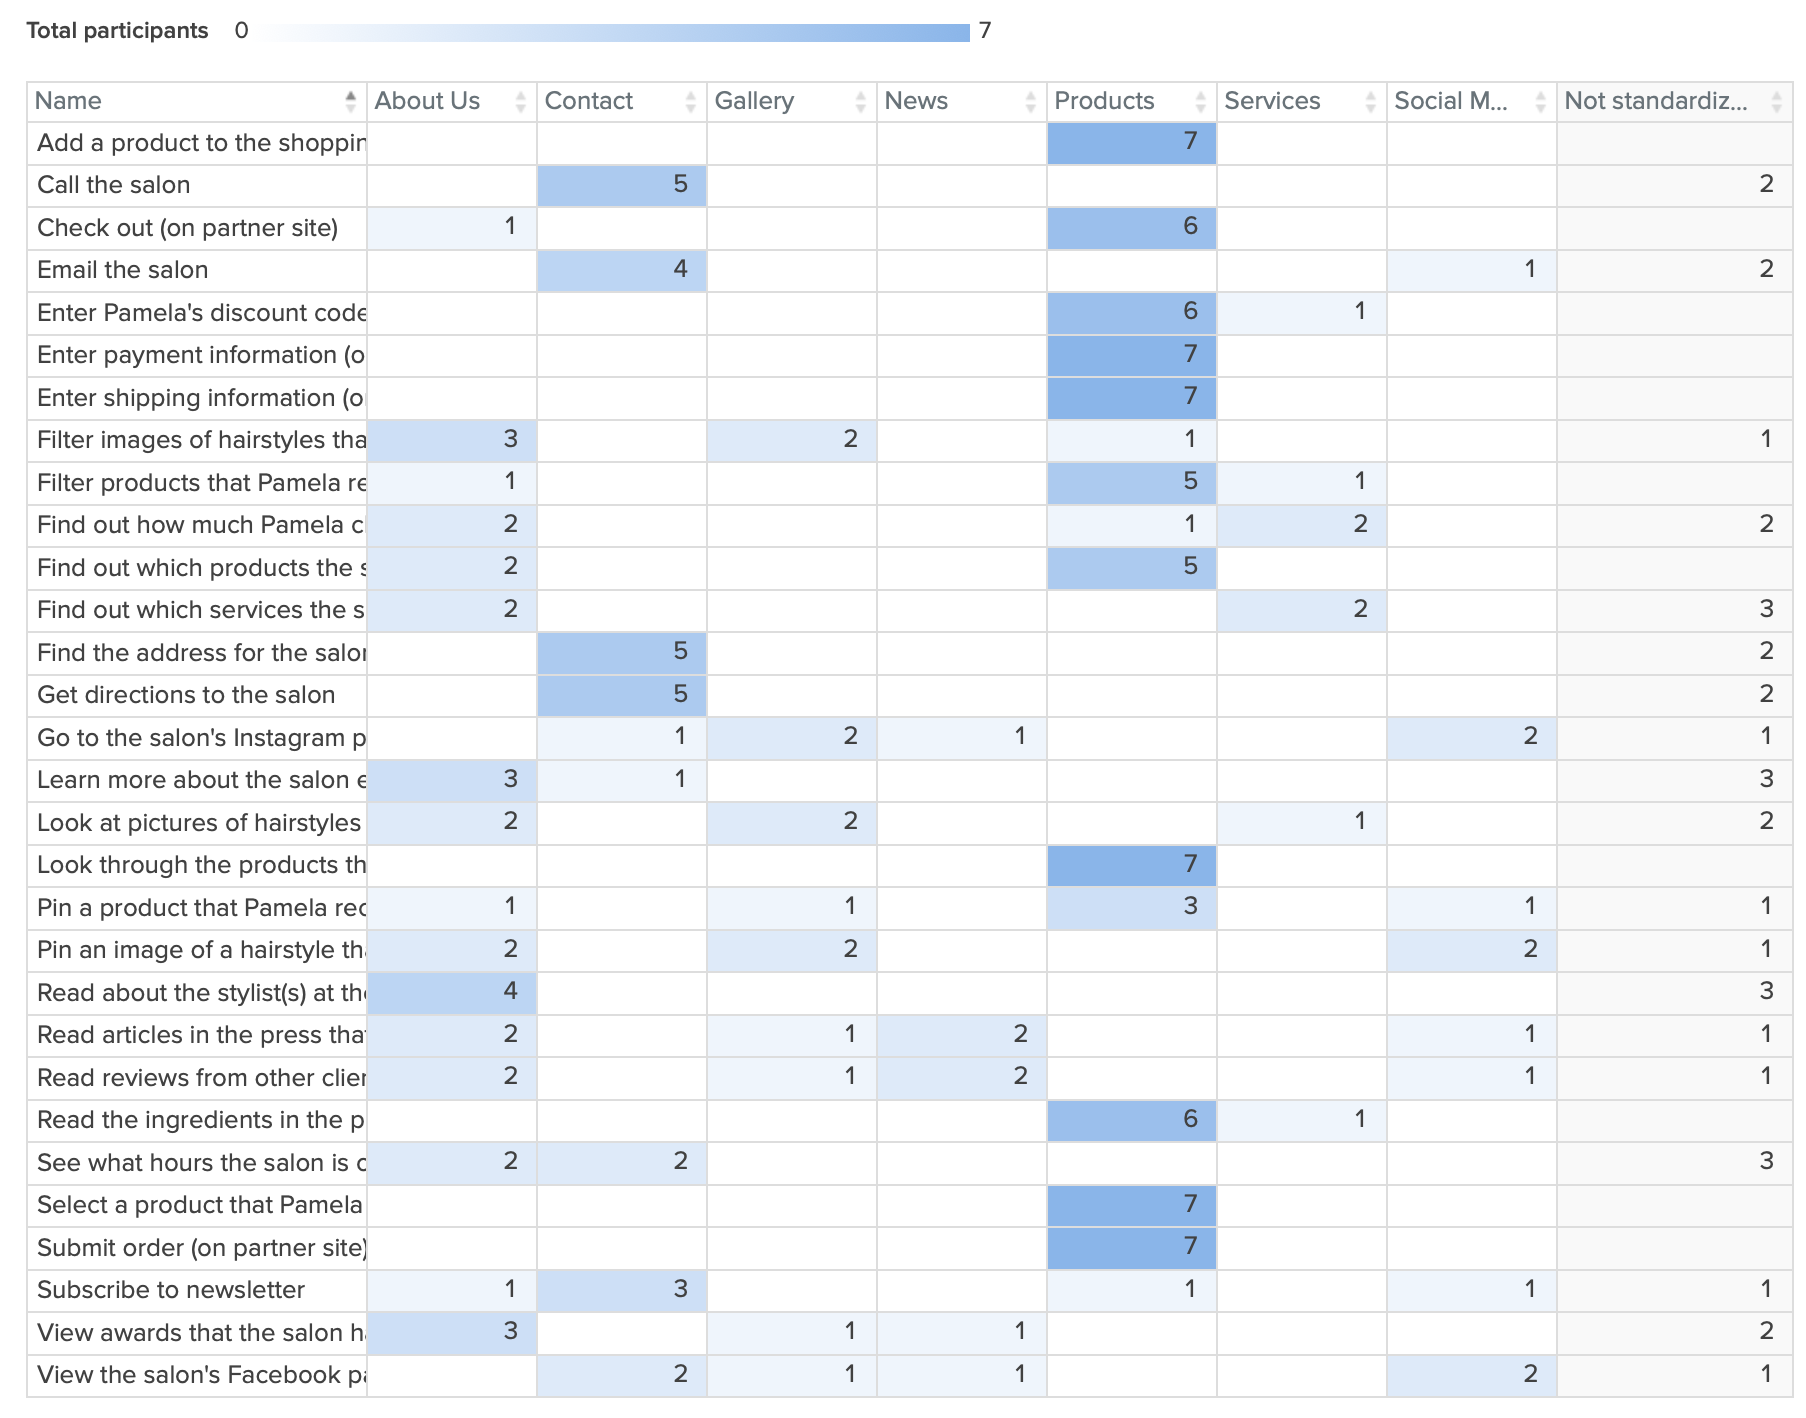 Total participants 0 7
Name About Us Contact Gallery News Products Services Social M... Not standardiz...
Add a product to the shoppin 7
Call the salon 5 2
Check out (on partner site) 1 6
Email the salon 4 1 2
Enter Pamela's discount code 6 1
Enter payment information (o 7
Enter shipping information (o 7
Filter images of hairstyles tha 3 2 1 1
Filter products that Pamela re 1 5 1
Find out how much Pamela c 2 1 2 2
Find out which products the s 2 5
Find out which services the s 2 2 3
Find the address for the salo 5 2
Get directions to the salon 5 2
Go to the salon's Instagram p 1 2 1 2 1
Learn more about the salon e 3 1 3
Look at pictures of hairstyles 2 2 1 2
Look through the products th 7
Pin a product that Pamela rec 1 1 3 1 1
Pin an image of a hairstyle th 2 2 2 1
Read about the stylist(s) at th 4 3
Read articles in the press tha 2 1 2 1 1
Read reviews from other clie 2 1 2 1 1
Read the ingredients in the p 6 1
See what hours the salon is o 2 2 3
Select a product that Pamela 7
Submit order (on partner site) 7
Subscribe to newsletter 1 3 1 1 1
View awards that the salon h 3 1 1 2
View the salon's Facebook p 2 1 1 2 1